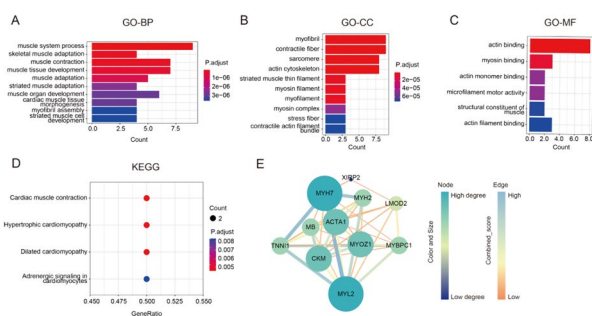 A
GO-BP
muscle system process
skeletal muscle adaptation
muscle contraction
muscle tissue development
muscle adaptation
striated muscle adaptation
muscle organ development
cardiac muscle tissue
morphogenesis
myofibril assembly
striated muscle cell
development
0.0
2.5
5.0
7.5
Count
P.adjust
1e-06
2e-06
3e-06
B
GO-CC
myofibril
contractile fiber
sarcomere
actin cytoskeleton
striated muscle thin filament
myosin filament
myofilament
myosin complex
stress fiber
contractile actin filament
bundle
0.0
2.5
5.0
7.5
Count
P.adjust
2e-05
4e-05
6e-05
C
GO-MF
actin binding
myosin binding
actin monomer binding
microfilament motor activity
structural constituent of
muscle
actin filament binding
0.0
2.0
4.0
6.0
8.0
Count
D
KEGG
Cardiac muscle contraction
Hypertrophic cardiomyopathy
Dilated cardiomyopathy
Adrenergic signaling in
cardiomyocytes
0.450
0.475
0.500
0.525
0.550
GeneRatio
Count
2
P.adjust
0.008
0.007
0.006
0.005
E
XIRP2
MYH7
MYH2
LMOD2
ACTA1
MB
TNNI1
MYOZ1
MYBPC1
CKM
MYL2
Node
High degree
Color and Size
Low degree
Edge
High
Combined_score
Low